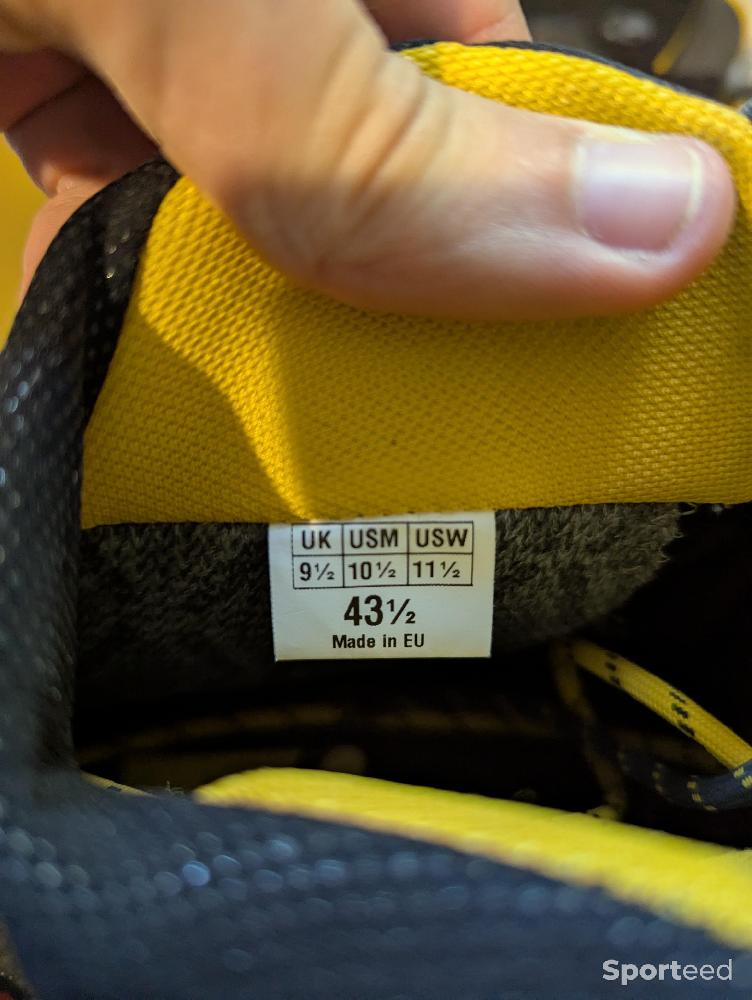 UK USM USW
9½ 10½ 11½
43½
Made in EU
Sporteed